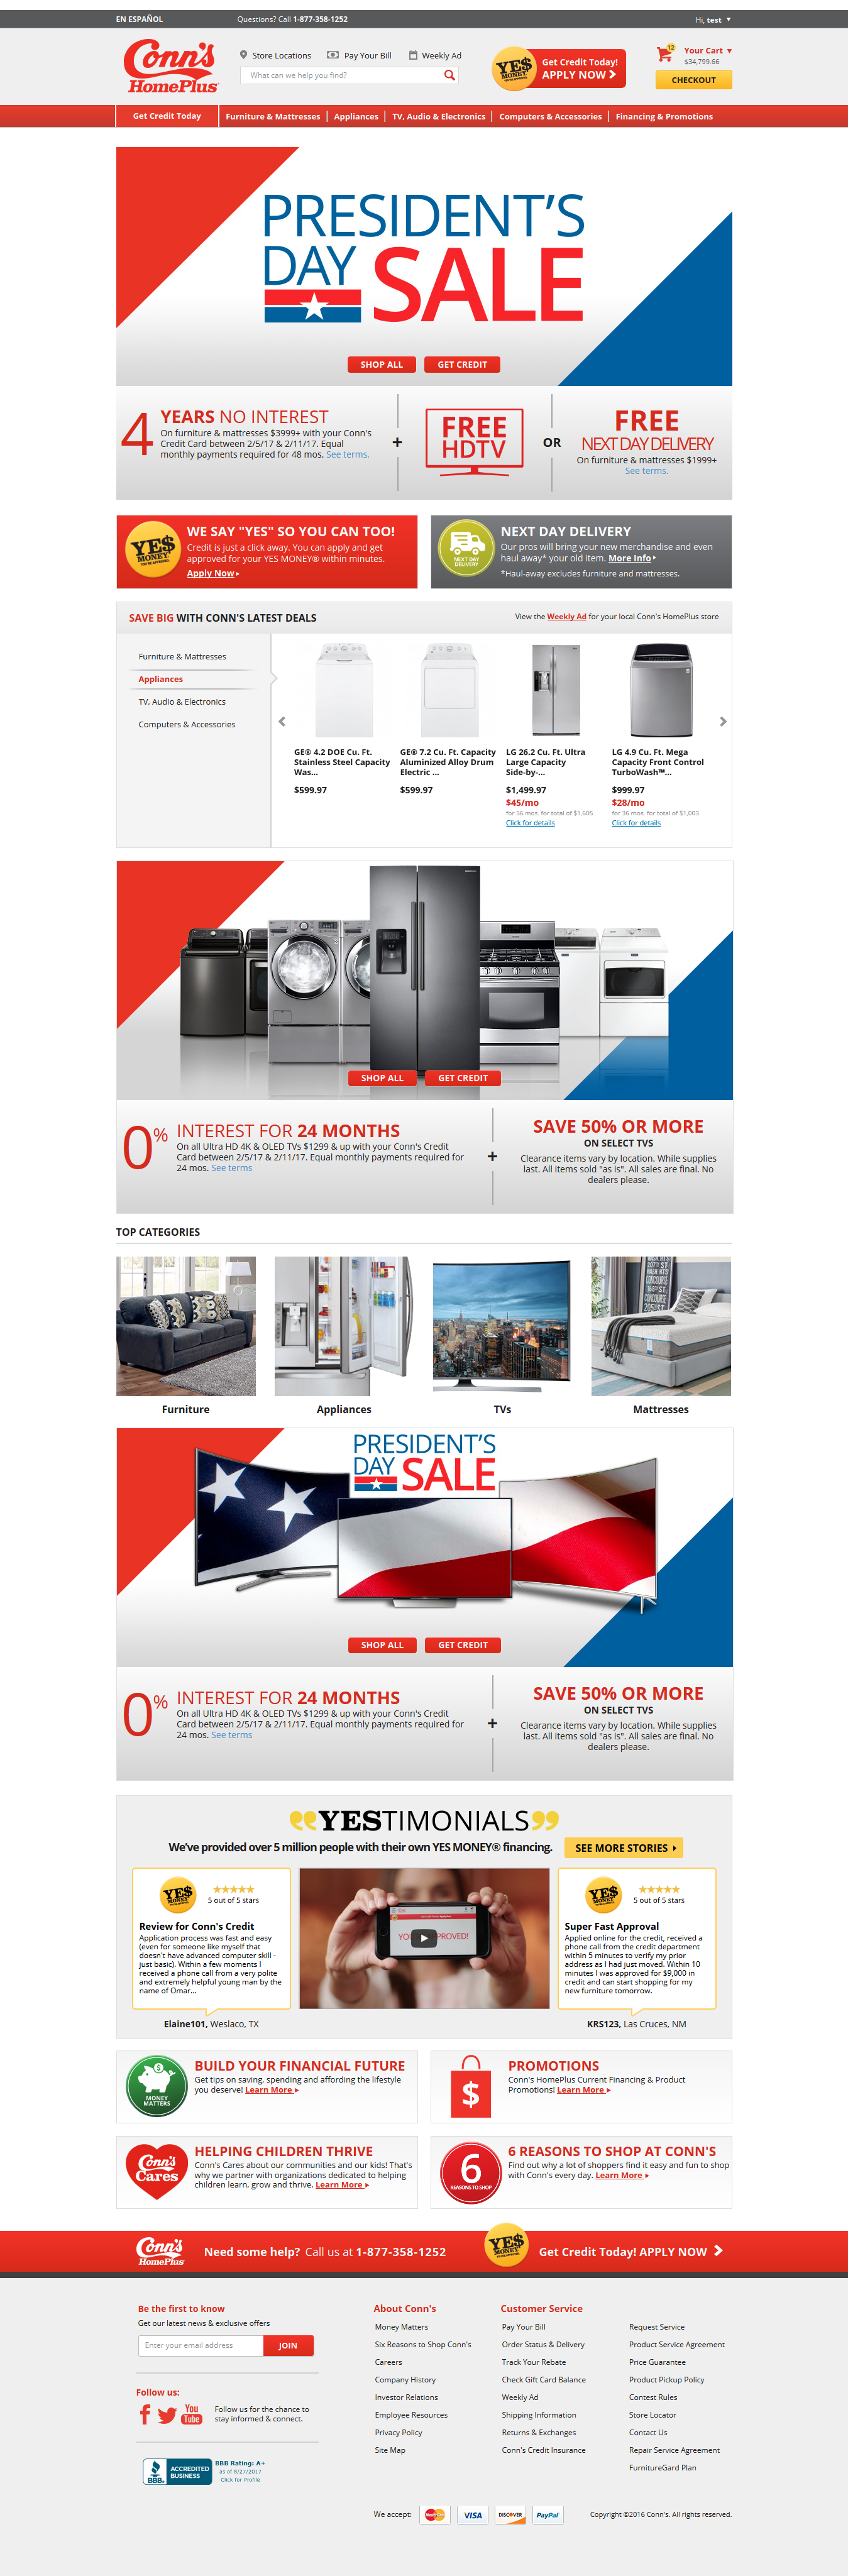 EN ESPAÑOL
Questions? Call 1-877-358-1252
Hi, test ▼
Conn's
HomePlus
Store Locations
Pay Your Bill
Weekly Ad
What can we help you find?
YE$
MONEY
Get Credit Today!
APPLY NOW
12
Your Cart ▼
$34,799.66
CHECKOUT
Get Credit Today
Furniture & Mattresses
Appliances
TV, Audio & Electronics
Computers & Accessories
Financing & Promotions
PRESIDENT'S
DAY SALE
SHOP ALL
GET CREDIT
4
YEARS NO INTEREST
On furniture & mattresses $3999+ with your Conn's
Credit Card between 2/5/17 & 2/11/17. Equal
monthly payments required for 48 mos. See terms.
+
FREE
HDTV
OR
FREE
NEXT DAY DELIVERY
On furniture & mattresses $1999+
See terms.
YE$
MONEY
WE SAY "YES" SO YOU CAN TOO!
Credit is just a click away. You can apply and get
approved for your YES MONEY® within minutes.
Apply Now
NEXT DAY
DELIVERY
NEXT DAY DELIVERY
Our pros will bring your new merchandise and even
haul away* your old item. More Info
*Haul-away excludes furniture and mattresses.
SAVE BIG WITH CONN'S LATEST DEALS
View the Weekly Ad for your local Conn's HomePlus store
Furniture & Mattresses
Appliances
TV, Audio & Electronics
Computers & Accessories
GE® 4.2 DOE Cu. Ft.
Stainless Steel Capacity
Was...
$599.97
GE® 7.2 Cu. Ft. Capacity
Aluminized Alloy Drum
Electric ...
$599.97
LG 26.2 Cu. Ft. Ultra
Large Capacity
Side-by-...
$1,499.97
$45/mo
for 36 mos. for total of $1,605
Click for details
LG 4.9 Cu. Ft. Mega
Capacity Front Control
TurboWash™...
$999.97
$28/mo
for 36 mos. for total of $1,003
Click for details
SHOP ALL
GET CREDIT
0%
INTEREST FOR 24 MONTHS
On all Ultra HD 4K & OLED TVs $1299 & up with your Conn's Credit
Card between 2/5/17 & 2/11/17. Equal monthly payments required for
24 mos. See terms
+
SAVE 50% OR MORE
ON SELECT TVS
Clearance items vary by location. While supplies
last. All items sold "as is". All sales are final. No
dealers please.
TOP CATEGORIES
Furniture
Appliances
TVs
Mattresses
PRESIDENT'S
DAY SALE
SHOP ALL
GET CREDIT
0%
INTEREST FOR 24 MONTHS
On all Ultra HD 4K & OLED TVs $1299 & up with your Conn's Credit
Card between 2/5/17 & 2/11/17. Equal monthly payments required for
24 mos. See terms
+
SAVE 50% OR MORE
ON SELECT TVS
Clearance items vary by location. While supplies
last. All items sold "as is". All sales are final. No
dealers please.
YESTIMONIALS
We've provided over 5 million people with their own YES MONEY® financing.
SEE MORE STORIES
YE$
MONEY
5 out of 5 stars
Review for Conn's Credit
Application process was fast and easy
(even for someone like myself that
doesn't have advanced computer skill -
just basic). Within a few moments I
received a phone call from a very polite
and extremely helpful young man by the
name of Omar...
Elaine101, Weslaco, TX
YE$
MONEY
5 out of 5 stars
Super Fast Approval
Applied online for the credit, received a
phone call from the credit department
within 5 minutes to verify my prior
address as I had just moved. Within 10
minutes I was approved for $9,000 in
credit and can start shopping for my
new furniture tomorrow.
KRS123, Las Cruces, NM
MONEY
MATTERS
BUILD YOUR FINANCIAL FUTURE
Get tips on saving, spending and affording the lifestyle
you deserve! Learn More
$
PROMOTIONS
Conn's HomePlus Current Financing & Product
Promotions! Learn More
Conn's
Cares
HELPING CHILDREN THRIVE
Conn's Cares about our communities and our kids! That's
why we partner with organizations dedicated to helping
children learn, grow and thrive. Learn More
6
REASONS TO SHOP
6 REASONS TO SHOP AT CONN'S
Find out why a lot of shoppers find it easy and fun to shop
with Conn's every day. Learn More
Conn's
HomePlus
Need some help? Call us at 1-877-358-1252
YE$
MONEY
Get Credit Today! APPLY NOW
Be the first to know
Get our latest news & exclusive offers
Enter your email address
JOIN
Follow us:
You
Tube
Follow us for the chance to
stay informed & connect.
BBB.
ACCREDITED
BUSINESS
BBB Rating: A+
as of 8/27/2017
Click for Profile
About Conn's
Money Matters
Six Reasons to Shop Conn's
Careers
Company History
Investor Relations
Employee Resources
Privacy Policy
Site Map
Customer Service
Pay Your Bill
Order Status & Delivery
Track Your Rebate
Check Gift Card Balance
Weekly Ad
Shipping Information
Returns & Exchanges
Conn's Credit Insurance
Request Service
Product Service Agreement
Price Guarantee
Product Pickup Policy
Contest Rules
Store Locator
Contact Us
Repair Service Agreement
FurnitureGard Plan
We accept:
MasterCard
VISA
DISCOVER
PayPal
Copyright ©2016 Conn's. All rights reserved.